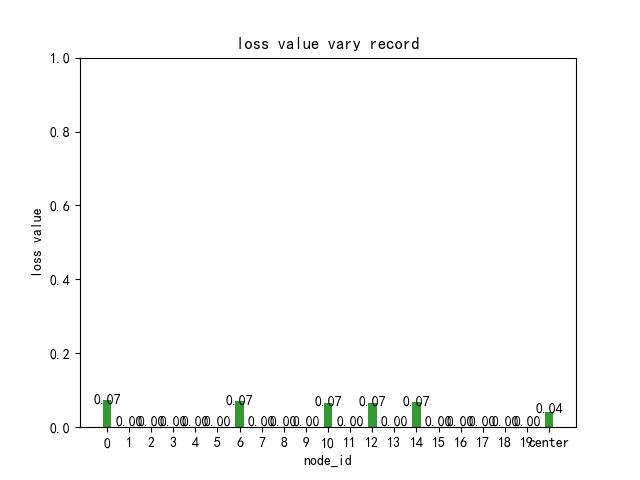 loss value vary record
1.0
0.8
0.6
0.4
0.2
0.0
loss value
0.07 0.00 0.00 0.00 0.00 0.00 0.07 0.00 0.00 0.00 0.07 0.00 0.07 0.00 0.07 0.00 0.00 0.00 0.00 0.00 0.04
0 1 2 3 4 5 6 7 8 9 10 11 12 13 14 15 16 17 18 19 center
node_id